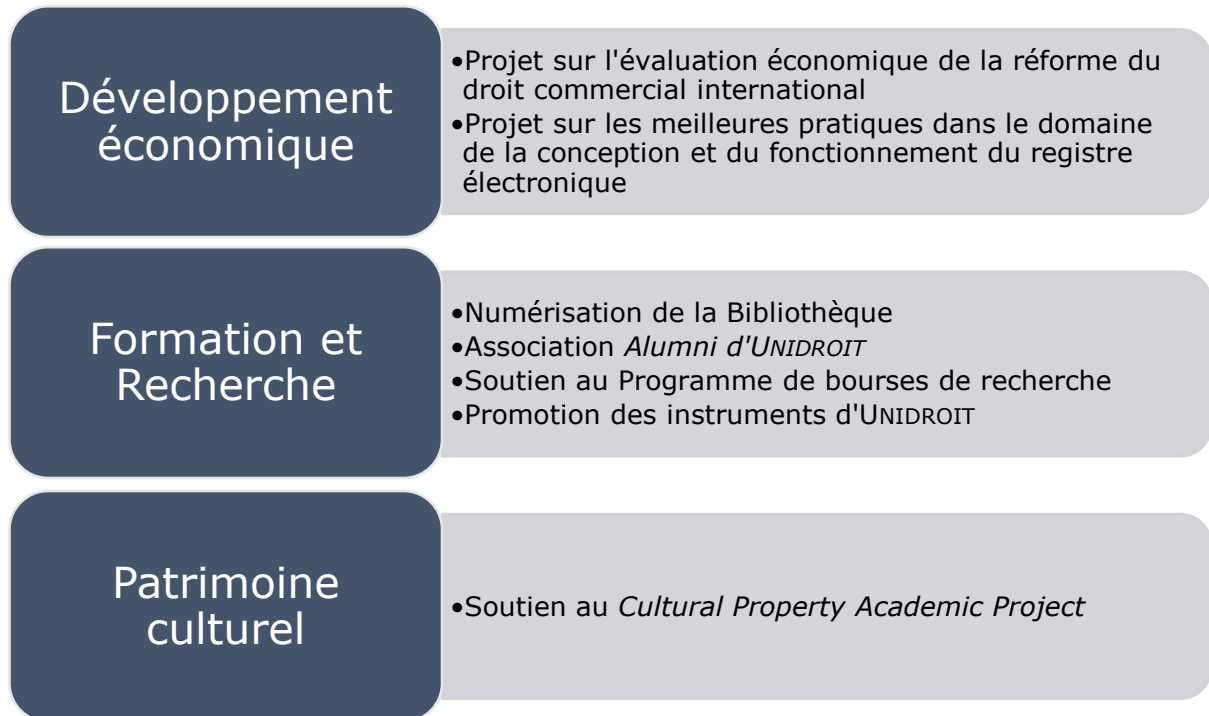 Développement
économique
•Projet sur l'évaluation économique de la réforme du
droit commercial international
•Projet sur les meilleures pratiques dans le domaine
de la conception et du fonctionnement du registre
électronique
Formation et
Recherche
•Numérisation de la Bibliothèque
•Association Alumni d'UNIDROIT
•Soutien au Programme de bourses de recherche
•Promotion des instruments d'UNIDROIT
Patrimoine
culturel
•Soutien au Cultural Property Academic Project